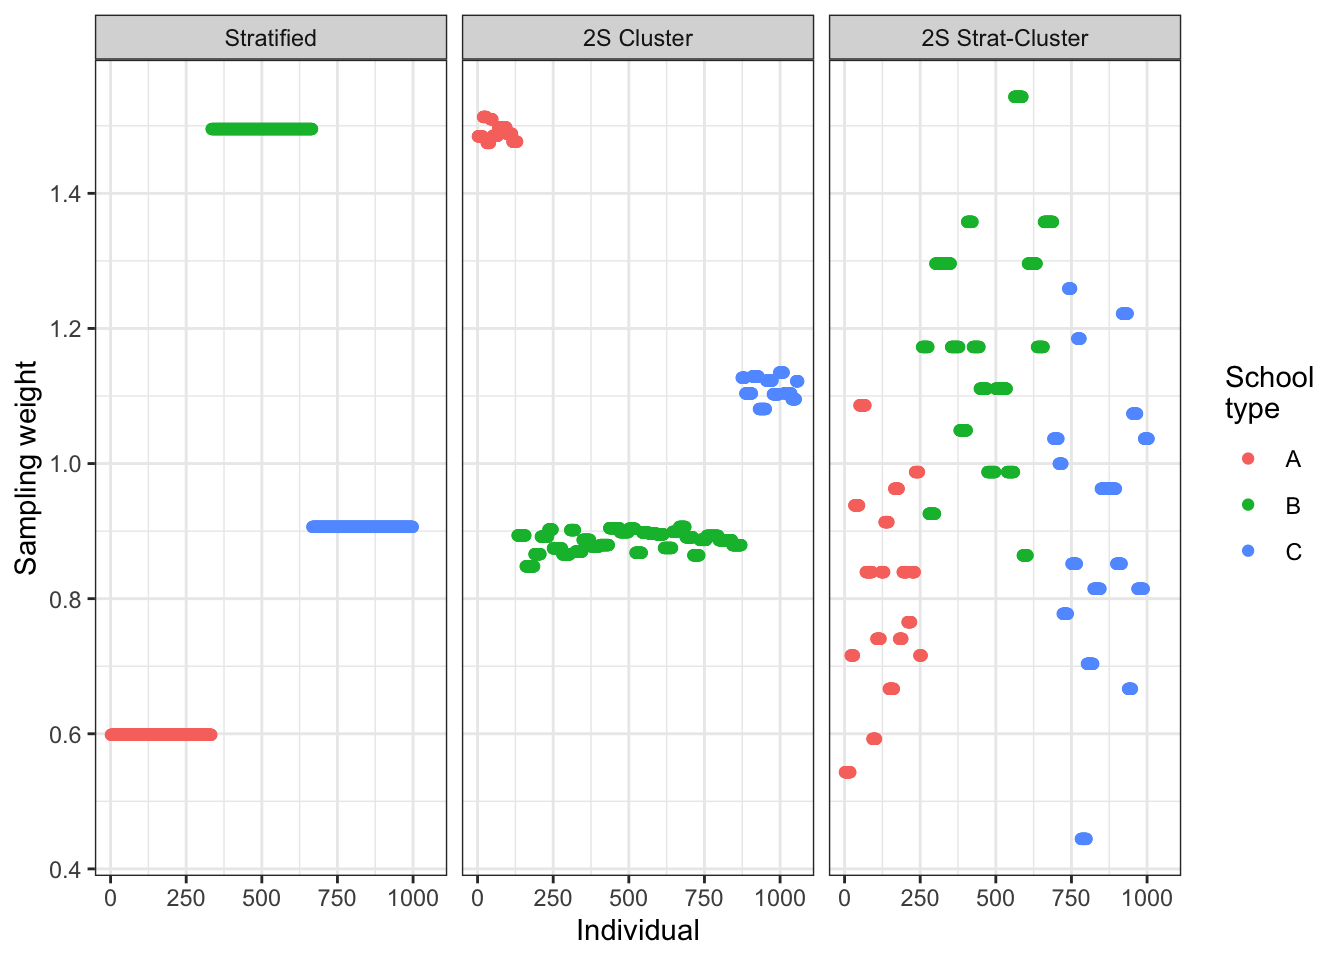 Stratified
2S Cluster
2S Strat-Cluster
Sampling weight
1.4
1.2
1.0
0.8
0.6
0.4
0 250 500 750 1000
0 250 500 750 1000
0 250 500 750 1000
Individual
School
type
A
B
C